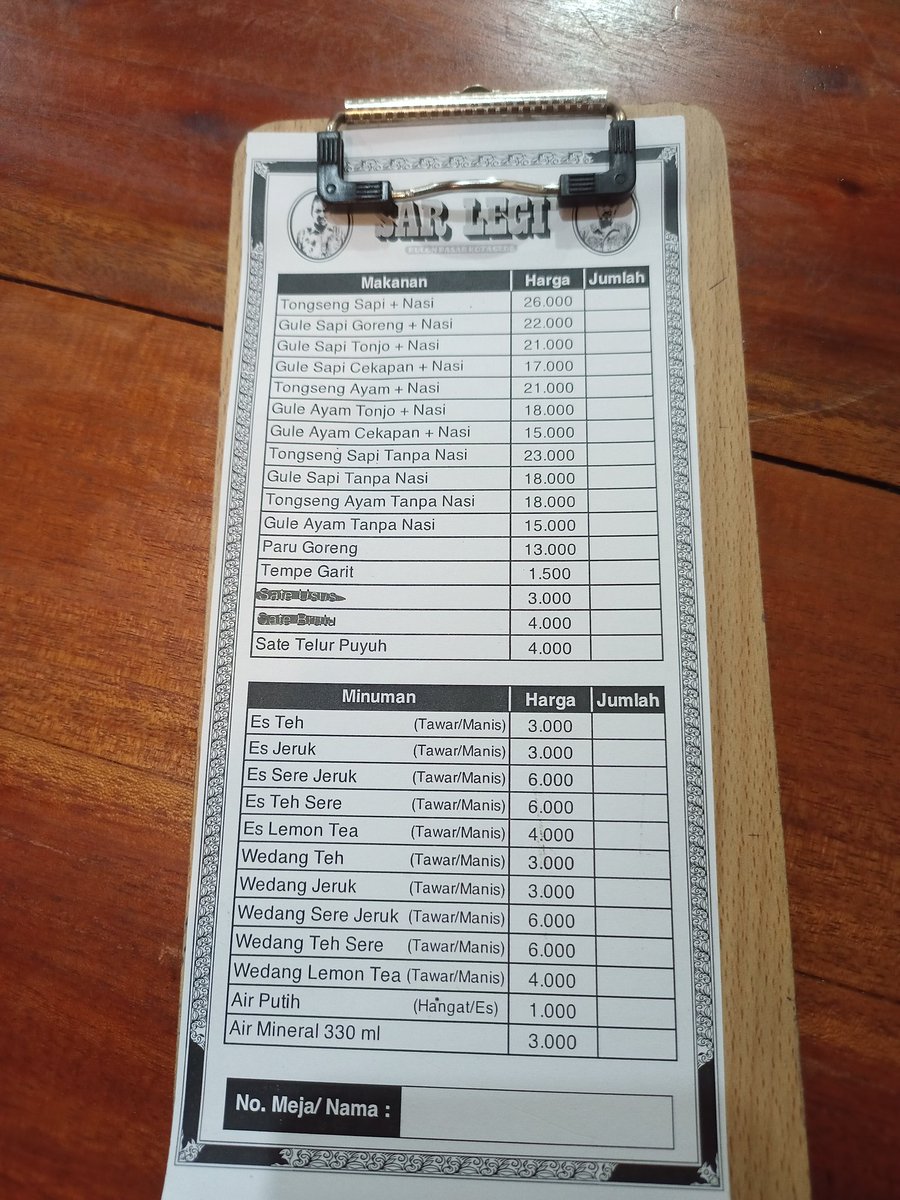 SAR LEGI
KULON PASAR KOTAGEDE
Makanan Harga Jumlah
Tongseng Sapi + Nasi 26.000
Gule Sapi Goreng + Nasi 22.000
Gule Sapi Tonjo + Nasi 21.000
Gule Sapi Cekapan + Nasi 17.000
Tongseng Ayam + Nasi 21.000
Gule Ayam Tonjo + Nasi 18.000
Gule Ayam Cekapan + Nasi 15.000
Tongseng Sapi Tanpa Nasi 23.000
Gule Sapi Tanpa Nasi 18.000
Tongseng Ayam Tanpa Nasi 18.000
Gule Ayam Tanpa Nasi 15.000
Paru Goreng 13.000
Tempe Garit 1.500
Sate Usus 3.000
Sate 4.000
Sate Telur Puyuh 4.000
Minuman Harga Jumlah
Es Teh (Tawar/Manis) 3.000
Es Jeruk (Tawar/Manis) 3.000
Es Sere Jeruk (Tawar/Manis) 6.000
Es Teh Sere (Tawar/Manis) 6.000
Es Lemon Tea (Tawar/Manis) 4.000
Wedang Teh (Tawar/Manis) 3.000
Wedang Jeruk (Tawar/Manis) 3.000
Wedang Sere Jeruk (Tawar/Manis) 6.000
Wedang Teh Sere (Tawar/Manis) 6.000
Wedang Lemon Tea (Tawar/Manis) 4.000
Air Putih (Hangat/Es) 1.000
Air Mineral 330 ml 3.000
No. Meja/ Nama :